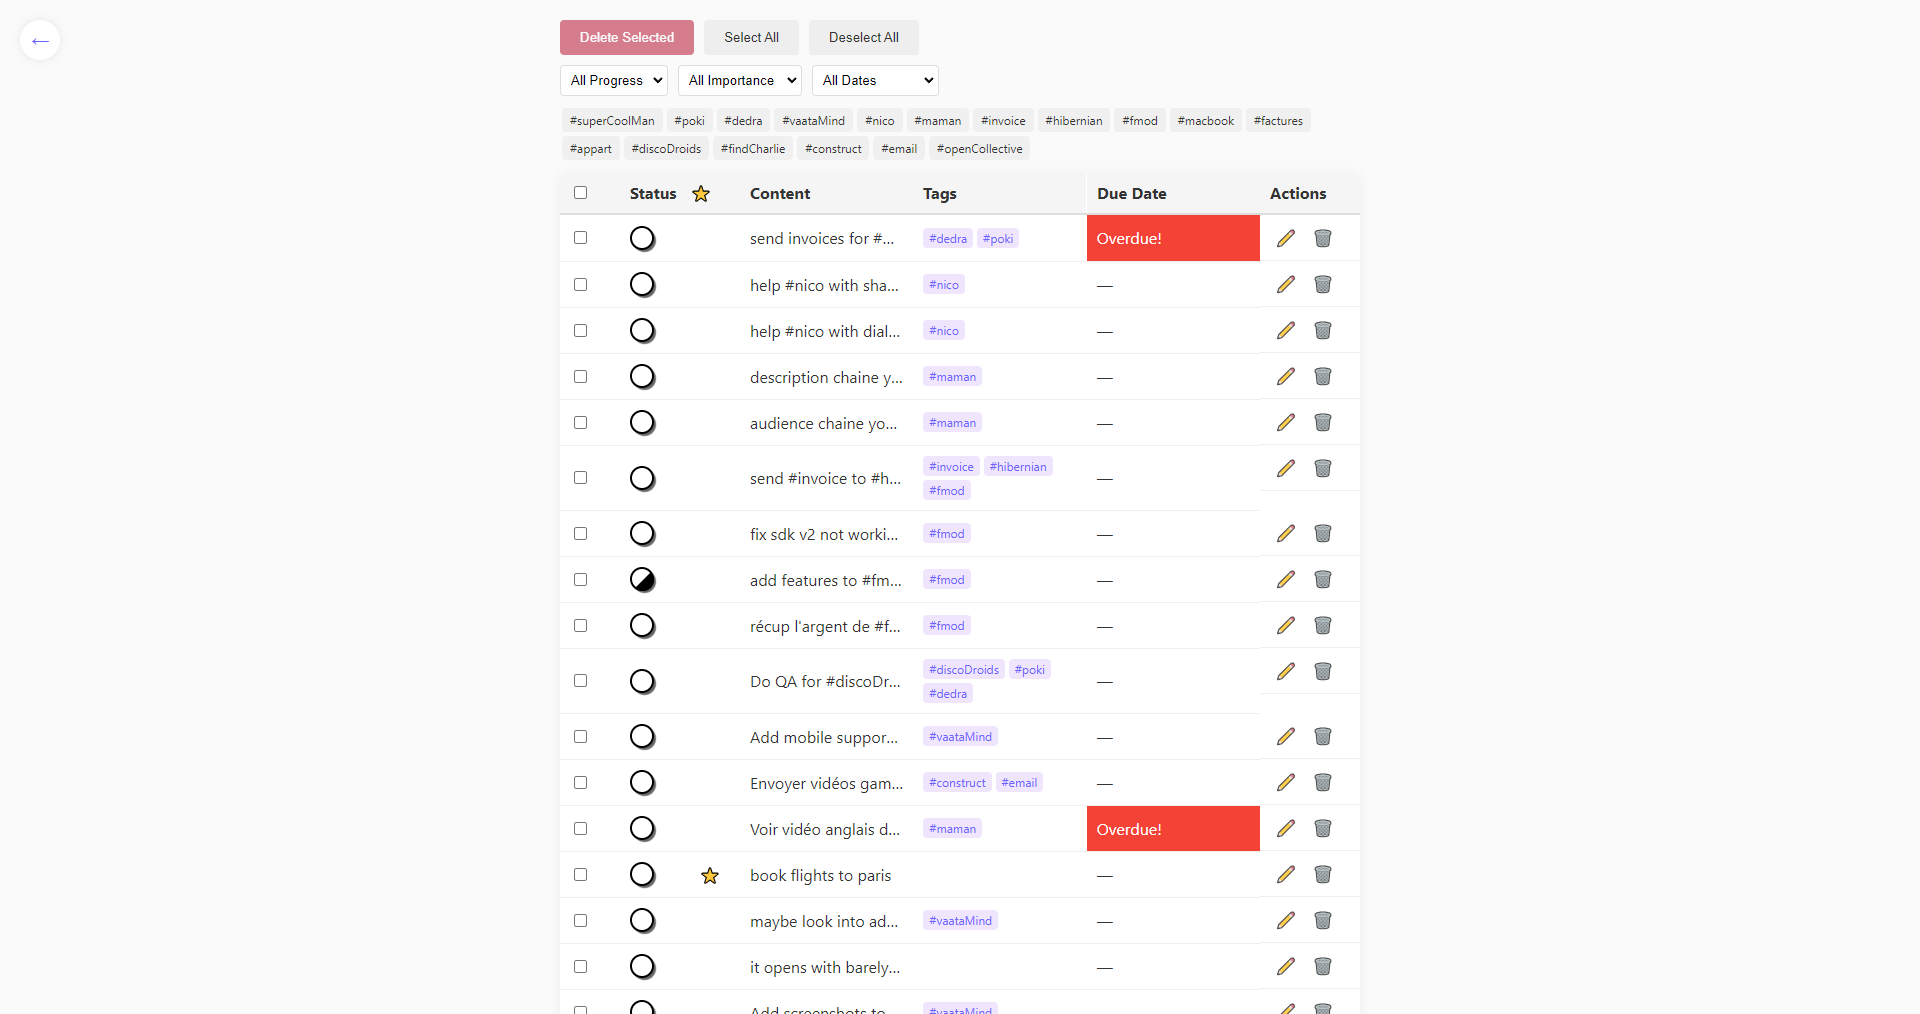 ←
Delete Selected Select All Deselect All
All Progress All Importance All Dates
#superCoolMan #poki #dedra #vaataMind #nico #maman #invoice #hibernian #fmod #macbook #factures
#appart #discoDroids #findCharlie #construct #email #openCollective
Status Content Tags Due Date Actions
send invoices for #... #dedra #poki Overdue!
help #nico with sha... #nico —
help #nico with dial... #nico —
description chaine y... #maman —
audience chaine yo... #maman —
send #invoice to #h... #invoice #hibernian #fmod —
fix sdk v2 not worki... #fmod —
add features to #fm... #fmod —
récup l'argent de #f... #fmod —
Do QA for #discoDr... #discoDroids #poki #dedra —
Add mobile suppor... #vaataMind —
Envoyer vidéos gam... #construct #email —
Voir vidéo anglais d... #maman Overdue!
book flights to paris —
maybe look into ad... #vaataMind —
it opens with barely... —
Add screenshots to #vaataMind